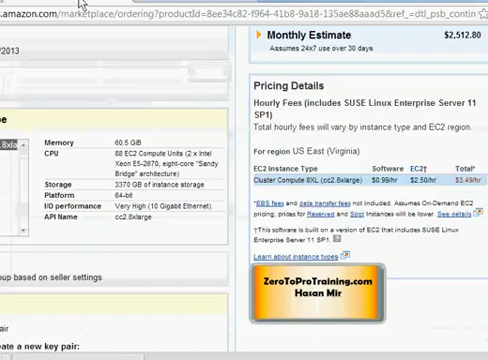 s.amazon.com/marketplace/ordering?productId=8ee34c82-f964-41b8-9a18-135ae88aaad5&ref_=dtl_psb_contin
/2013
Monthly Estimate $2,512.80
Assumes 24x7 use over 30 days
Pricing Details
Hourly Fees (includes SUSE Linux Enterprise Server 11
SP1)
Total hourly fees will vary by instance type and EC2 region.
For region US East (Virginia)
EC2 Instance Type Software EC2† Total*
Cluster Compute 8XL (cc2.8xlarge) $0.99/hr $2.50/hr $3.49/hr
*EBS fees and data transfer fees not included. Assumes On-Demand EC2
pricing; prices for Reserved and Spot Instances will be lower. See details
†This software is built on a version of EC2 that includes SUSE Linux
Enterprise Server 11 SP1. [?]
Learn about instance types
ZeroToProTraining.com
Hasan Mir
pe
.8xla
Memory 60.5 GiB
CPU 88 EC2 Compute Units (2 x Intel
Xeon E5-2670, eight-core "Sandy
Bridge" architecture)
Storage 3370 GB of instance storage
Platform 64-bit
I/O performance Very High (10 Gigabit Ethernet)
API Name cc2.8xlarge
oup based on seller settings
air
eate a new key pair: